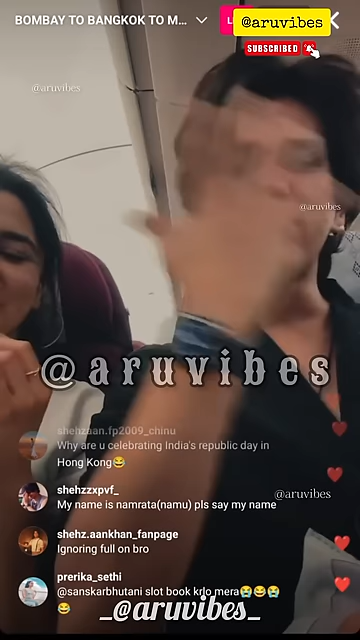 BOMBAY TO BANGKOK TO M...
@aruvibes
SUBSCRIBED
@aruvibes
@aruvibes
@aruvibes
shehzaan.fp2009_chinu
Why are u celebrating India's republic day in
Hong Kong😂
shehzzxpvf_
My name is namrata(namu) pls say my name
@aruvibes
shehz.aankhan_fanpage
Ignoring full on bro
prerika_sethi
@sanskarbhutani slot book krlo mera😭😂😭
😂
_@aruvibes_